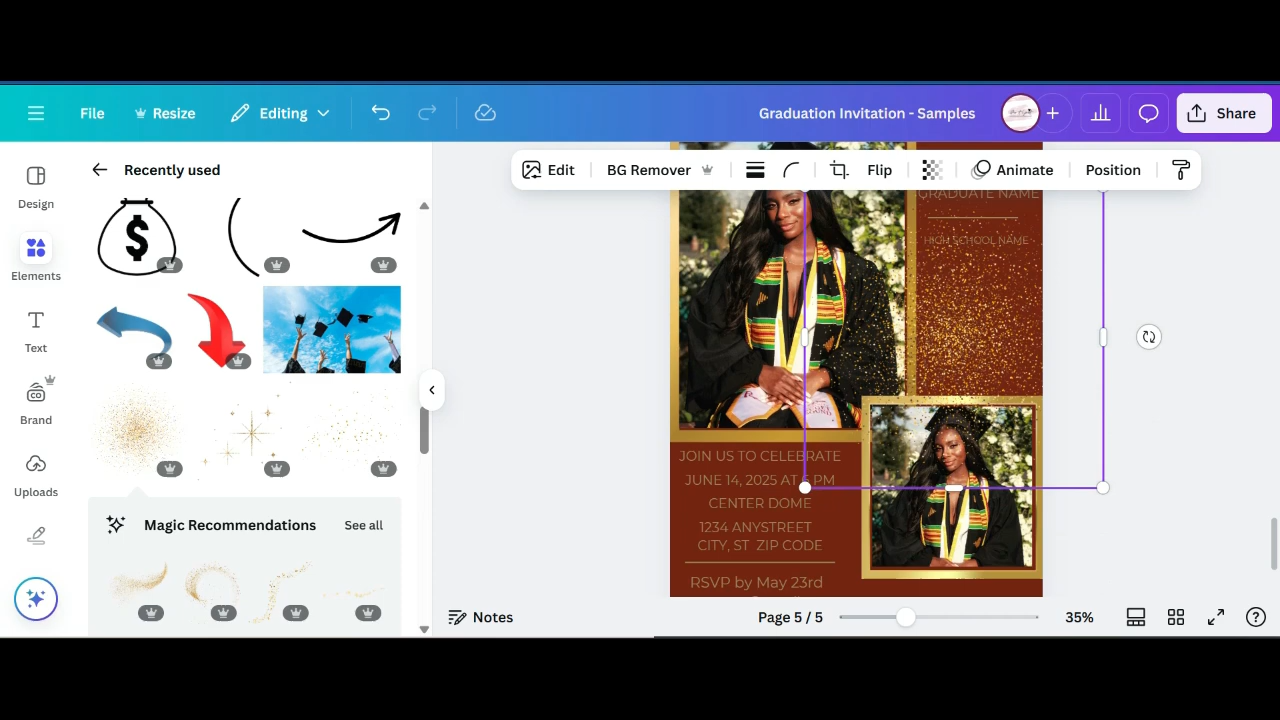 File
Resize
Editing
Graduation Invitation - Samples
Share
Design
Elements
Text
Brand
Uploads
Recently used
$
Magic Recommendations
See all
Edit
BG Remover
Flip
Animate
Position
GRADUATE NAME
HIGH SCHOOL NAME
JOIN US TO CELEBRATE
JUNE 14, 2025 AT 5 PM
CENTER DOME
1234 ANYSTREET
CITY, ST ZIP CODE
RSVP by May 23rd
Notes
Page 5 / 5
35%